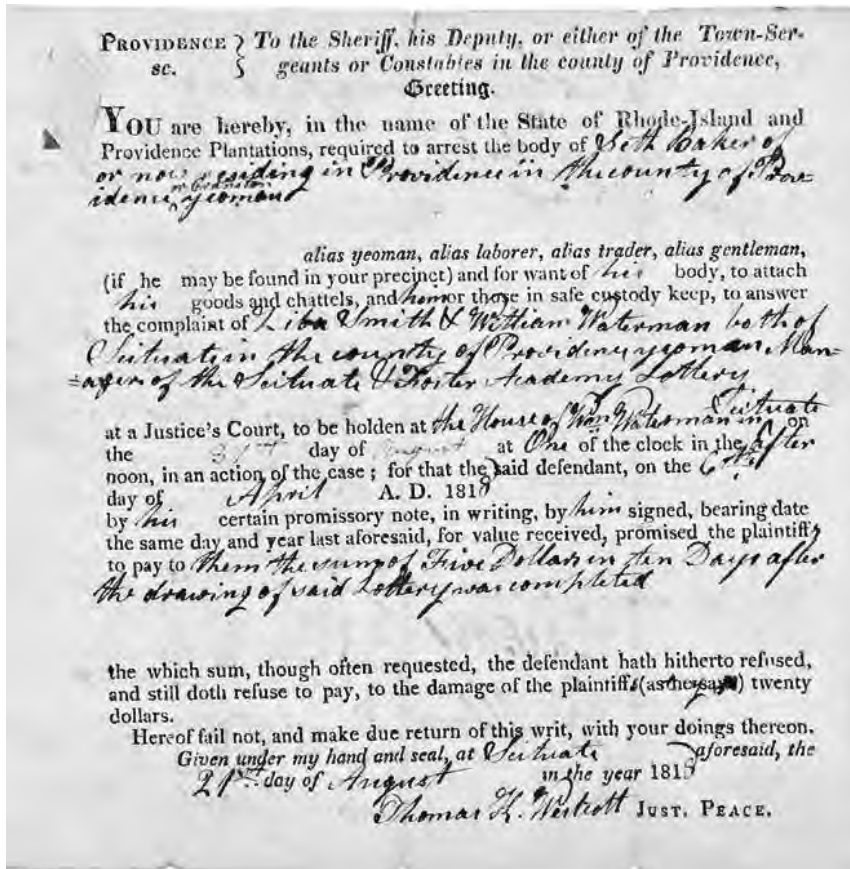 PROVIDENCE } To the Sheriff, his Deputy, or either of the Town-Ser-
sc. } geants or Constables in the county of Providence,
Greeting.
YOU are hereby, in the name of the State of Rhode-Island and
Providence Plantations, required to arrest the body of Seth Baker of
or now residing in Providence in the county of Prov-
or Cranston
idence yeoman
alias yeoman, alias laborer, alias trader, alias gentleman,
(if he may be found in your precinct) and for want of his body, to attach
his goods and chattels, and or those in safe custody keep, to answer
the complaint of Ziba Smith & William Waterman both of
Scituate in the county of Providence yeoman Man-
=agers of the Scituate & Foster Academy Lottery
at a Justice's Court, to be holden at the House of Wm Waterman in Scituate on
the 31st day of August at One of the clock in the after
noon, in an action of the case; for that the said defendant, on the 6th
day of April A. D. 1818
by his certain promissory note, in writing, by him signed, bearing date
the same day and year last aforesaid, for value received, promised the plaintiffs
to pay to them the sum of Five Dollars in ten Days after
the drawing of said Lottery was completed
the which sum, though often requested, the defendant hath hitherto refused,
and still doth refuse to pay, to the damage of the plaintiffs (as they say) twenty
dollars.
Hereof fail not, and make due return of this writ, with your doings thereon.
Given under my hand and seal, at Scituate aforesaid, the
21st day of August in the year 1818
Thomas H. Westcott JUST. PEACE.